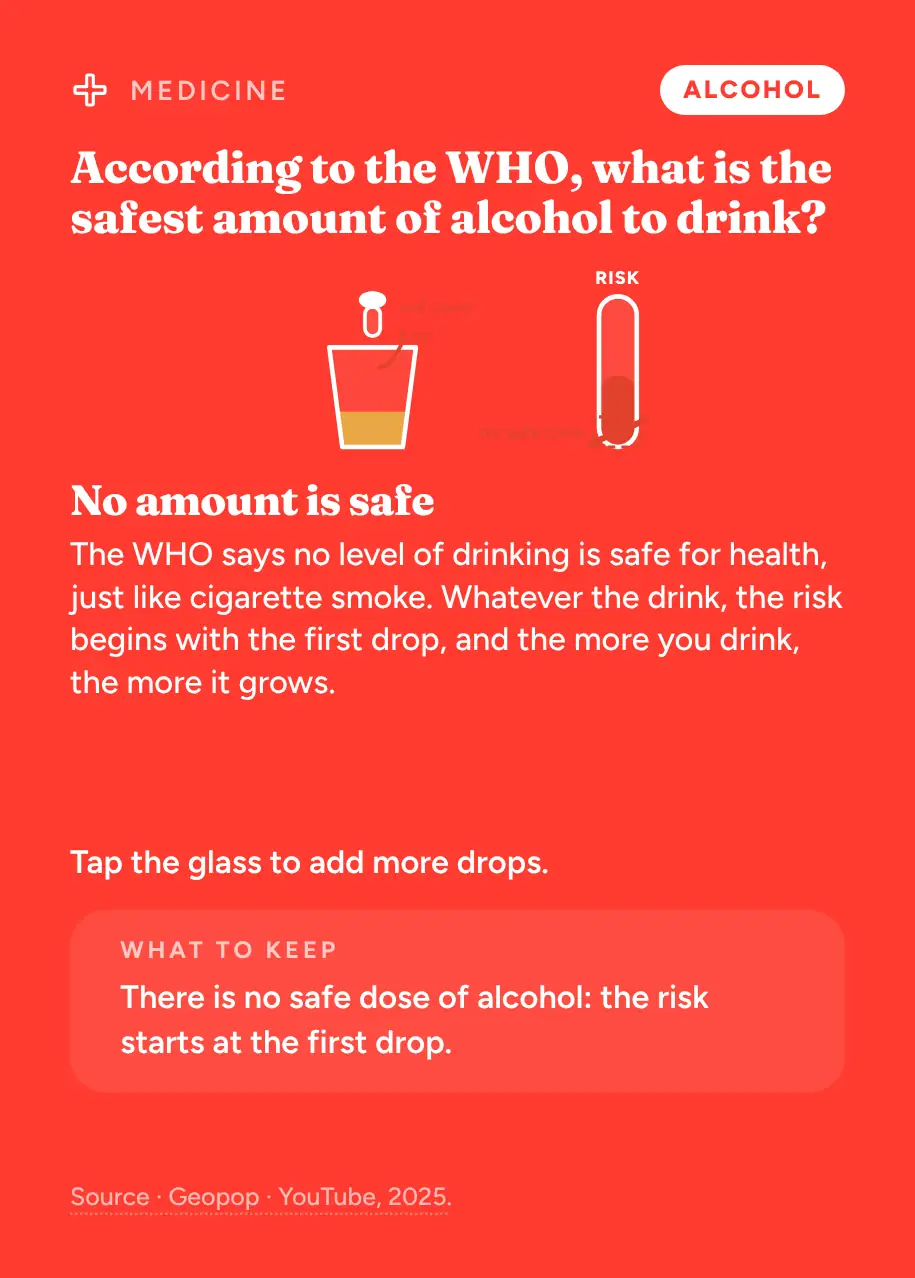 MEDICINE
ALCOHOL
According to the WHO, what is the
safest amount of alcohol to drink?
RISK
No amount is safe
The WHO says no level of drinking is safe for health,
just like cigarette smoke. Whatever the drink, the risk
begins with the first drop, and the more you drink,
the more it grows.
Tap the glass to add more drops.
WHAT TO KEEP
There is no safe dose of alcohol: the risk
starts at the first drop.
Source · Geopop · YouTube, 2025.